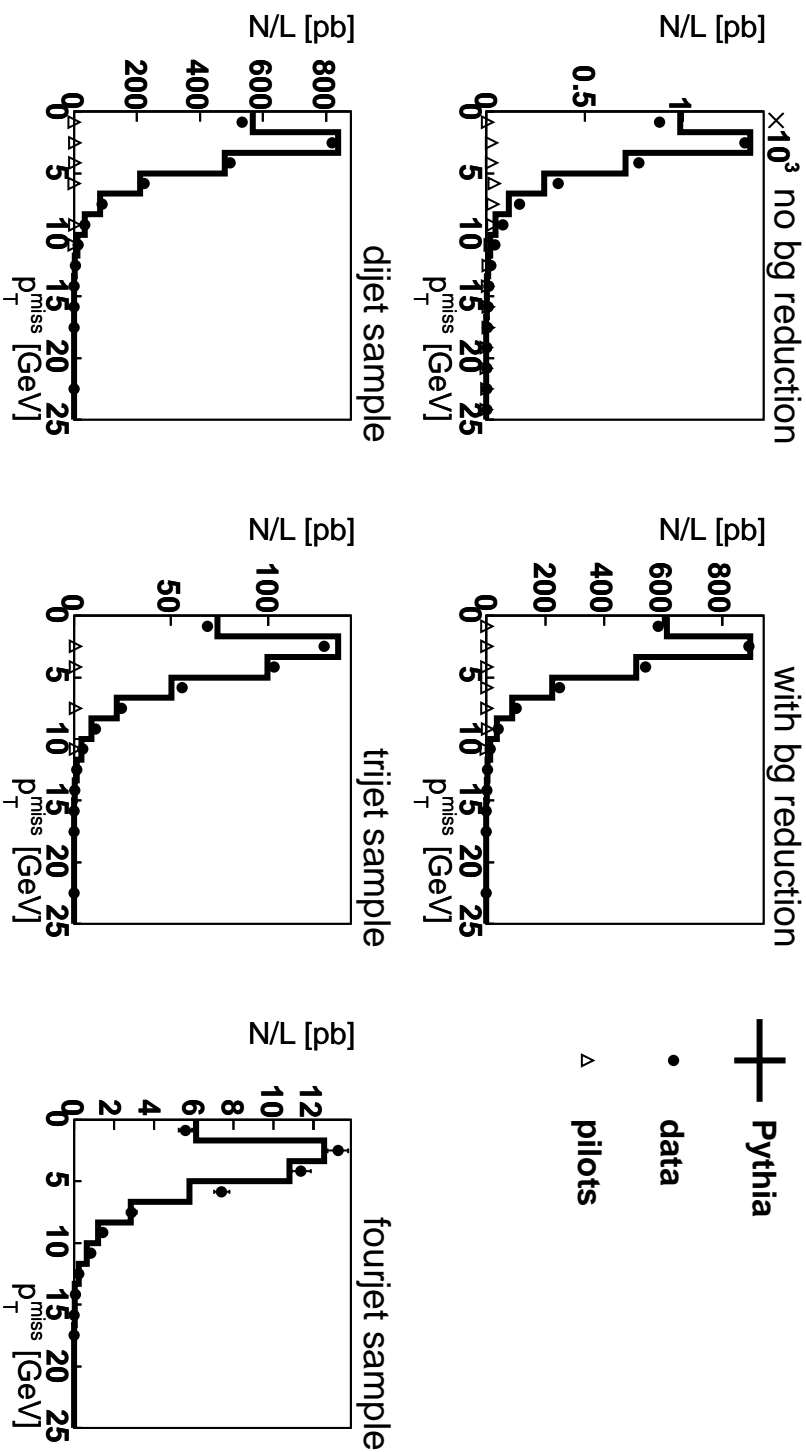 ×10³ no bg reduction
N/L [pb]
1
0.5
0
0 5 10 15 20 25
p_T^miss [GeV]
with bg reduction
N/L [pb]
800
600
400
200
0
0 5 10 15 20 25
p_T^miss [GeV]
Pythia
data
pilots
dijet sample
N/L [pb]
800
600
400
200
0
0 5 10 15 20 25
p_T^miss [GeV]
trijet sample
N/L [pb]
100
50
0
0 5 10 15 20 25
p_T^miss [GeV]
fourjet sample
N/L [pb]
12
10
8
6
4
2
0
0 5 10 15 20 25
p_T^miss [GeV]